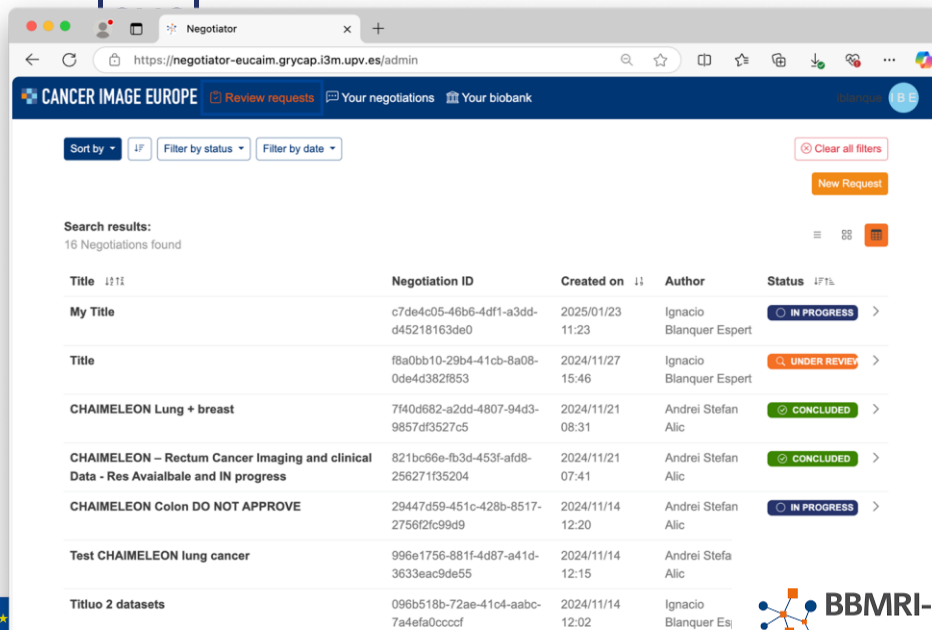 Negotiator
https://negotiator-eucaim.grycap.i3m.upv.es/admin
CANCER IMAGE EUROPE Review requests Your negotiations Your biobank iblanque IBE
Sort by Filter by status Filter by date Clear all filters
New Request
Search results:
16 Negotiations found
Title Negotiation ID Created on Author Status
My Title c7de4c05-46b6-4df1-a3dd- 2025/01/23 Ignacio IN PROGRESS
d45218163de0 11:23 Blanquer Espert
Title f8a0bb10-29b4-41cb-8a08- 2024/11/27 Ignacio UNDER REVIEW
0de4d382f853 15:46 Blanquer Espert
CHAIMELEON Lung + breast 7f40d682-a2dd-4807-94d3- 2024/11/21 Andrei Stefan CONCLUDED
9857df3527c5 08:31 Alic
CHAIMELEON – Rectum Cancer Imaging and clinical 821bc66e-fb3d-453f-afd8- 2024/11/21 Andrei Stefan CONCLUDED
Data - Res Avaialbale and IN progress 256271f35204 07:41 Alic
CHAIMELEON Colon DO NOT APPROVE 29447d59-451c-428b-8517- 2024/11/14 Andrei Stefan IN PROGRESS
2756f2fc99d9 12:20 Alic
Test CHAIMELEON lung cancer 996e1756-881f-4d87-a41d- 2024/11/14 Andrei Stefa
3633eac9de55 12:15 Alic
Titluo 2 datasets 096b518b-72ae-41c4-aabc- 2024/11/14 Ignacio
7a4efa0ccccf 12:02 Blanquer Es
BBMRI-